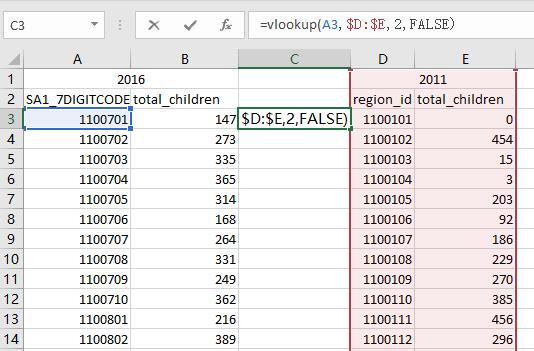 C3 fx =vlookup(A3, $D:$E, 2, FALSE)
A B C D E
1 2016 2011
2 SA1_7DIGITCODE total_children region_id total_children
3 1100701 147 $D:$E,2,FALSE) 1100101 0
4 1100702 273 1100102 454
5 1100703 335 1100103 15
6 1100704 365 1100104 3
7 1100705 314 1100105 203
8 1100706 168 1100106 92
9 1100707 264 1100107 186
10 1100708 331 1100108 229
11 1100709 249 1100109 270
12 1100710 362 1100110 385
13 1100801 216 1100111 456
14 1100802 389 1100112 296